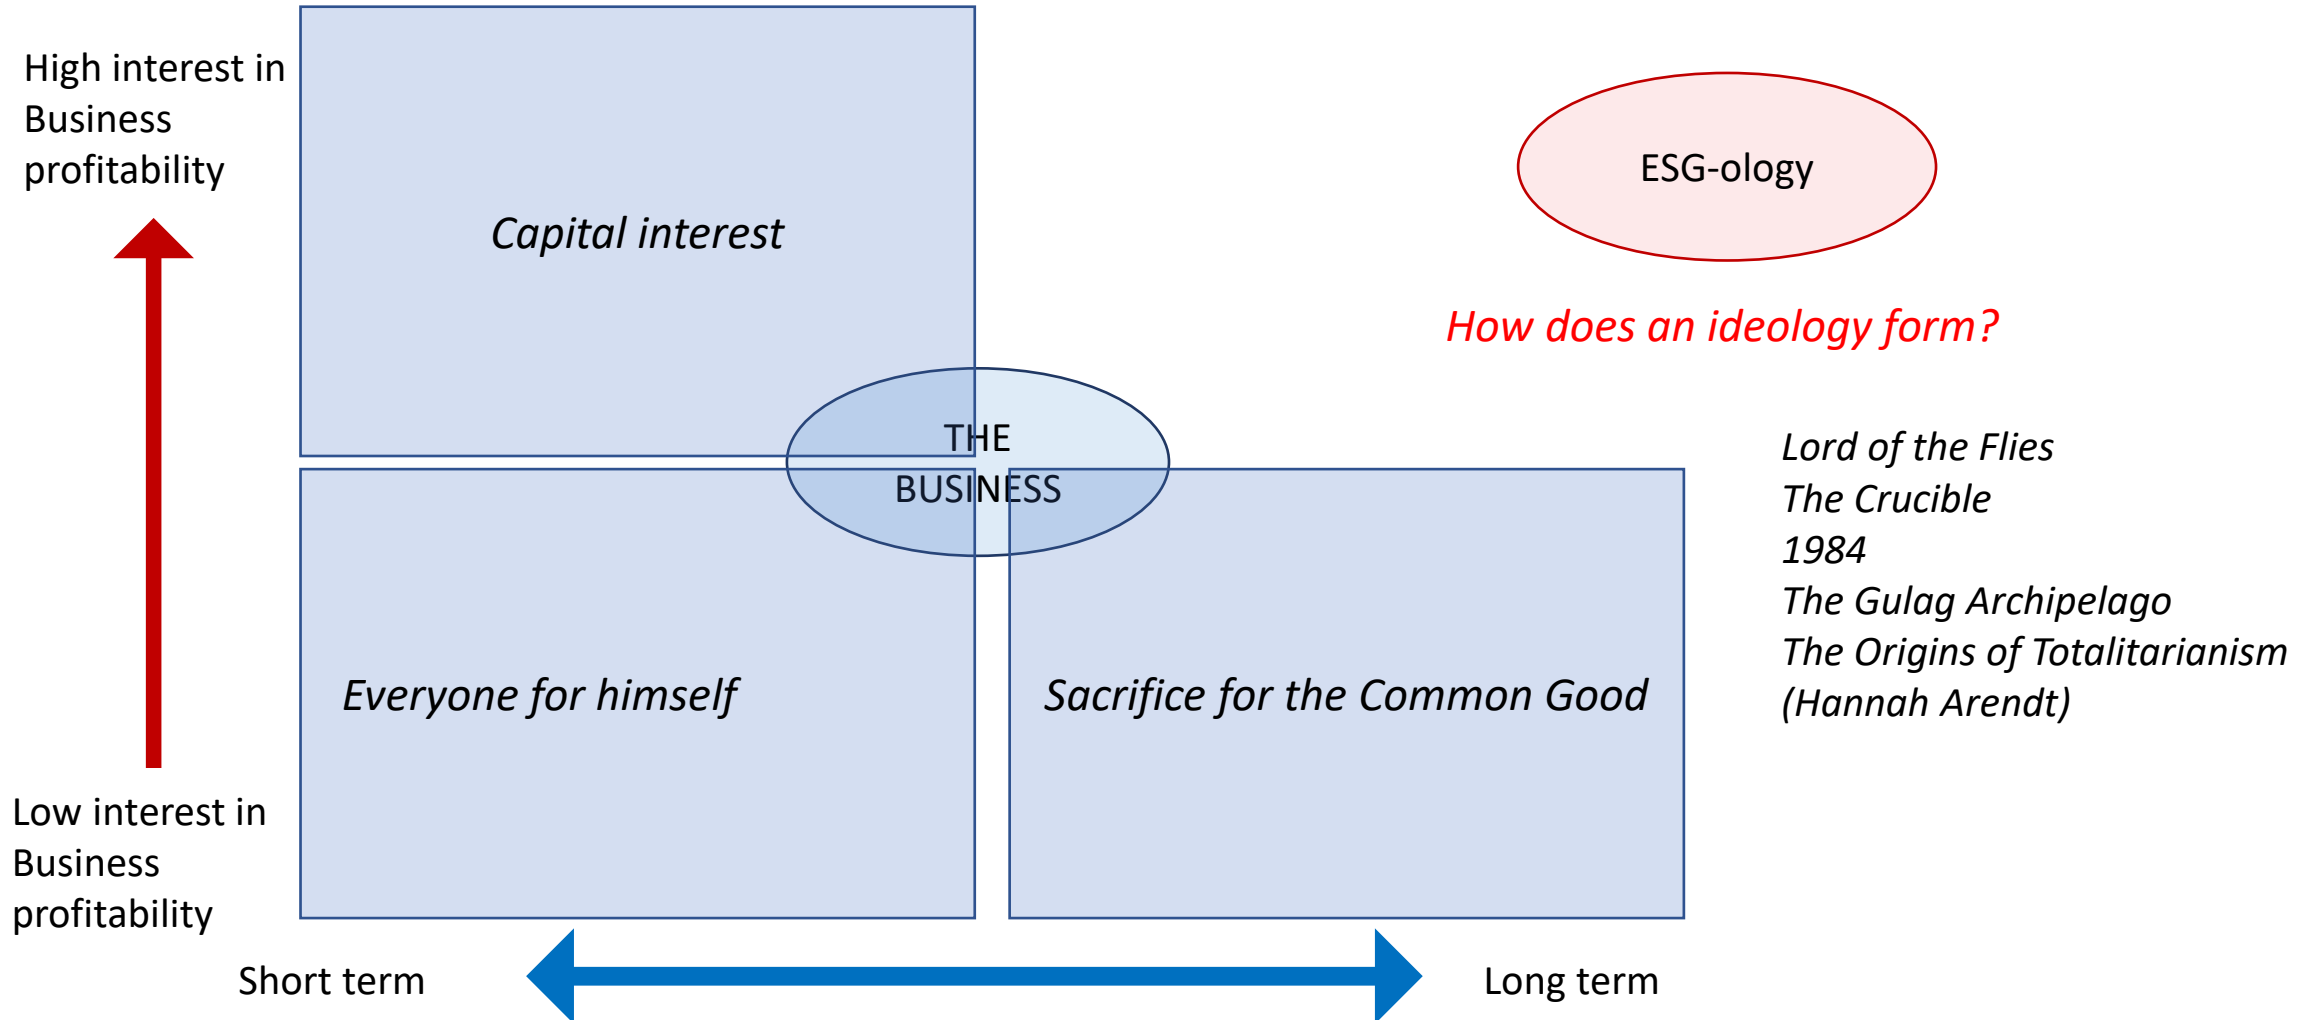 High interest in
Business
profitability
Capital interest
ESG-ology
How does an ideology form?
THE
BUSINESS
Lord of the Flies
The Crucible
1984
The Gulag Archipelago
The Origins of Totalitarianism
(Hannah Arendt)
Everyone for himself
Sacrifice for the Common Good
Low interest in
Business
profitability
Short term
Long term